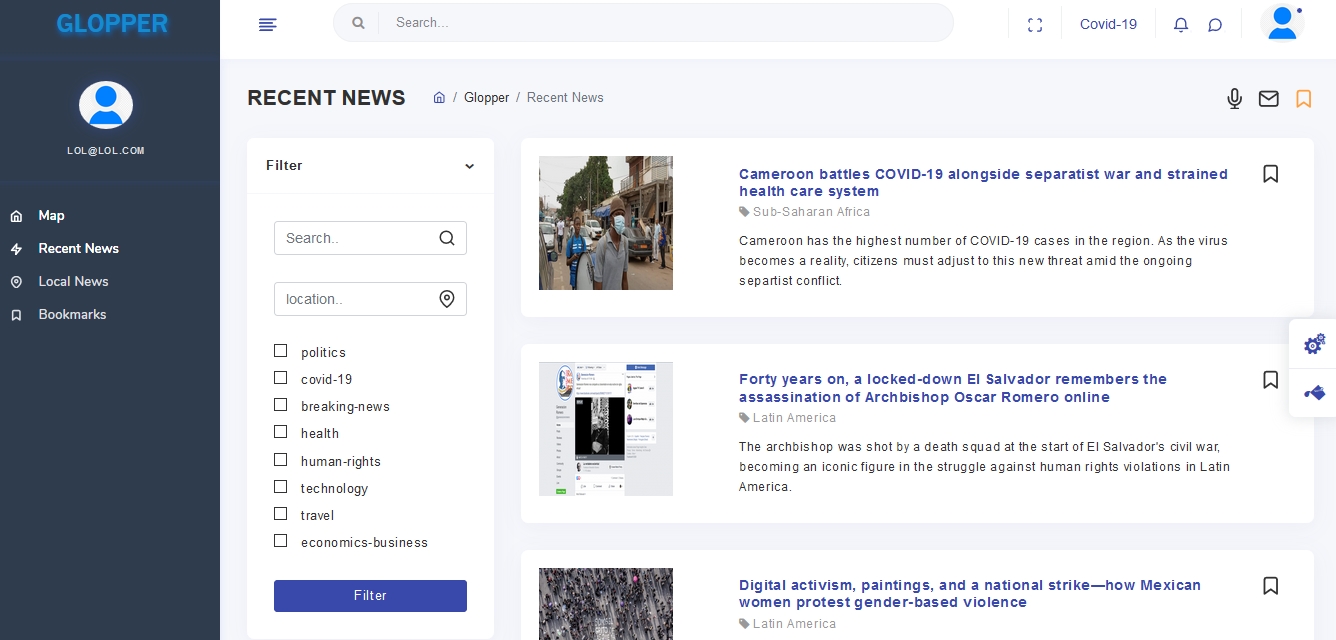 GLOPPER
Search...
Covid-19
LOL@LOL.COM
Map
Recent News
Local News
Bookmarks
RECENT NEWS
/ Glopper / Recent News
Filter
Search..
location..
politics
covid-19
breaking-news
health
human-rights
technology
travel
economics-business
Filter
Cameroon battles COVID-19 alongside separatist war and strained
health care system
Sub-Saharan Africa
Cameroon has the highest number of COVID-19 cases in the region. As the virus
becomes a reality, citizens must adjust to this new threat amid the ongoing
separtist conflict.
Forty years on, a locked-down El Salvador remembers the
assassination of Archbishop Oscar Romero online
Latin America
The archbishop was shot by a death squad at the start of El Salvador's civil war,
becoming an iconic figure in the struggle against human rights violations in Latin
America.
Digital activism, paintings, and a national strike—how Mexican
women protest gender-based violence
Latin America